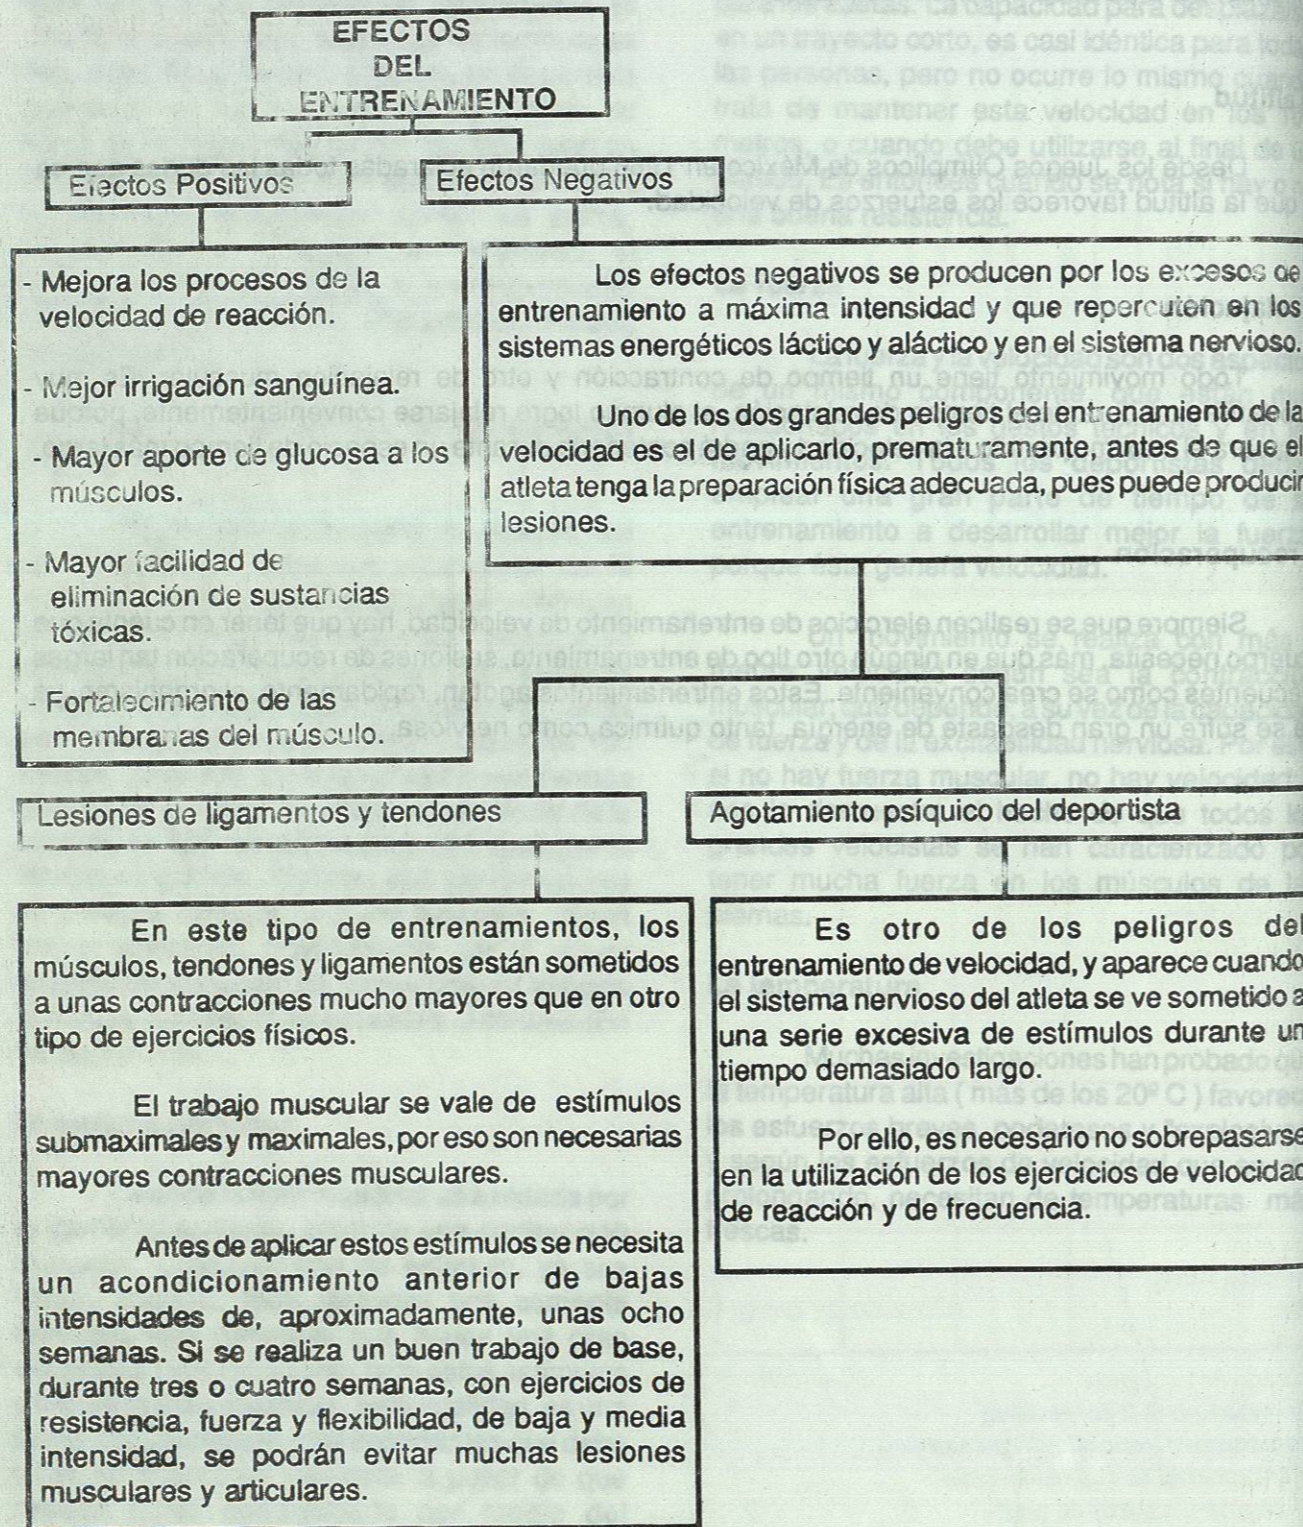 EFECTOS
DEL
ENTRENAMIENTO
Efectos Positivos
Efectos Negativos
- Mejora los procesos de la
velocidad de reacción.
- Mejor irrigación sanguínea.
- Mayor aporte de glucosa a los
músculos.
- Mayor facilidad de
eliminación de sustancias
tóxicas.
- Fortalecimiento de las
membranas del músculo.
Los efectos negativos se producen por los excesos de
entrenamiento a máxima intensidad y que repercuten en los
sistemas energéticos láctico y aláctico y en el sistema nervioso.
Uno de los dos grandes peligros del entrenamiento de la
velocidad es el de aplicarlo, prematuramente, antes de que el
atleta tenga la preparación física adecuada, pues puede producir
lesiones.
Lesiones de ligamentos y tendones
Agotamiento psíquico del deportista
En este tipo de entrenamientos, los
músculos, tendones y ligamentos están sometidos
a unas contracciones mucho mayores que en otro
tipo de ejercicios físicos.
El trabajo muscular se vale de estímulos
submaximales y maximales, por eso son necesarias
mayores contracciones musculares.
Antes de aplicar estos estímulos se necesita
un acondicionamiento anterior de bajas
intensidades de, aproximadamente, unas ocho
semanas. Si se realiza un buen trabajo de base,
durante tres o cuatro semanas, con ejercicios de
resistencia, fuerza y flexibilidad, de baja y media
intensidad, se podrán evitar muchas lesiones
musculares y articulares.
Es otro de los peligros del
entrenamiento de velocidad, y aparece cuando
el sistema nervioso del atleta se ve sometido a
una serie excesiva de estímulos durante un
tiempo demasiado largo.
Por ello, es necesario no sobrepasarse
en la utilización de los ejercicios de velocidad
de reacción y de frecuencia.